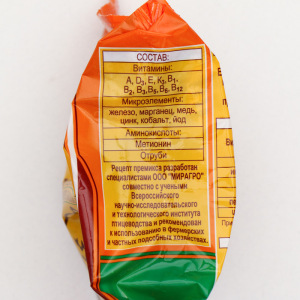 СОСТАВ:
Витамины:
A, D3, E, K3, B1,
B2, B3,B5, B6, B12
Микроэлементы:
железо, марганец, медь,
цинк, кобальт, йод
Аминокислоты:
Метионин
Отруби
Рецепт премикса разработан
специалистами ООО "МИРАГРО"
совместно с учеными
Всероссийского
научно-исследовательского
и технологического института
птицеводства и рекомендован
к использованию в фермерских
и частных подсобных хозяйствах.